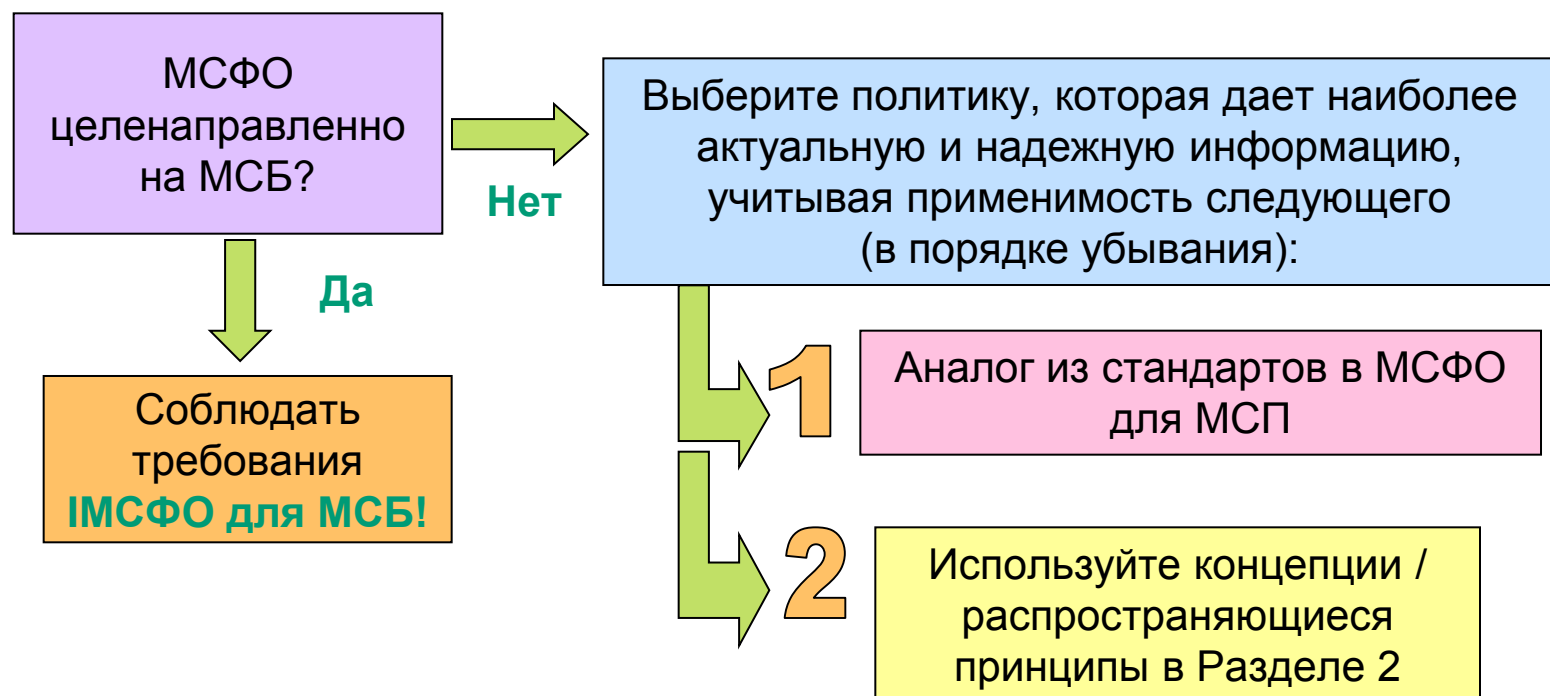 МСФО
целенаправленно
на МСБ?
Нет
Да
Соблюдать
требования
IМСФО для МСБ!
Выберите политику, которая дает наиболее
актуальную и надежную информацию,
учитывая применимость следующего
(в порядке убывания):
1
Аналог из стандартов в МСФО
для МСП
2
Используйте концепции /
распространяющиеся
принципы в Разделе 2